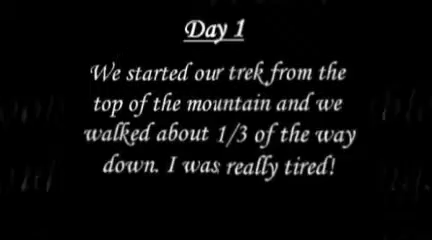 Day 1
We started our trek from the
top of the mountain and we
walked about 1/3 of the way
down. I was really tired!